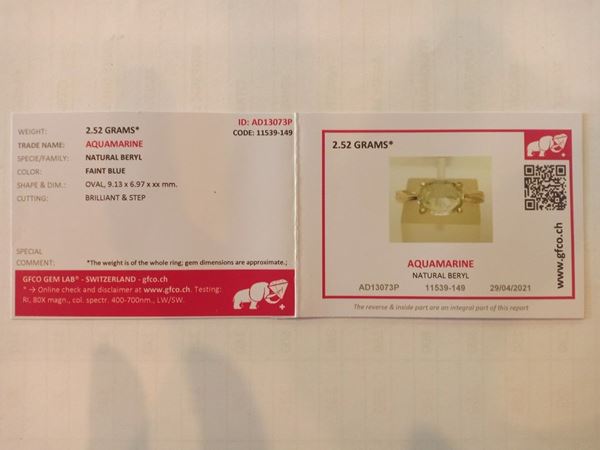 ID: AD13073P
WEIGHT: 2.52 GRAMS*
CODE: 11539-149
TRADE NAME: AQUAMARINE
SPECIE/FAMILY: NATURAL BERYL
COLOR: FAINT BLUE
SHAPE & DIM.: OVAL, 9.13 x 6.97 x xx mm.
CUTTING: BRILLIANT & STEP
SPECIAL
COMMENT: *The weight is of the whole ring; gem dimensions are approximate.;
GFCO GEM LAB® - SWITZERLAND - gfco.ch
* → Online check and disclaimer at www.gfco.ch. Testing:
RI, 80X magn., col. spectr. 400-700nm., LW/SW.
2.52 GRAMS*
www.gfco.ch
AQUAMARINE
NATURAL BERYL
AD13073P 11539-149 29/04/2021
The reverse & inside part are an integral part of this report